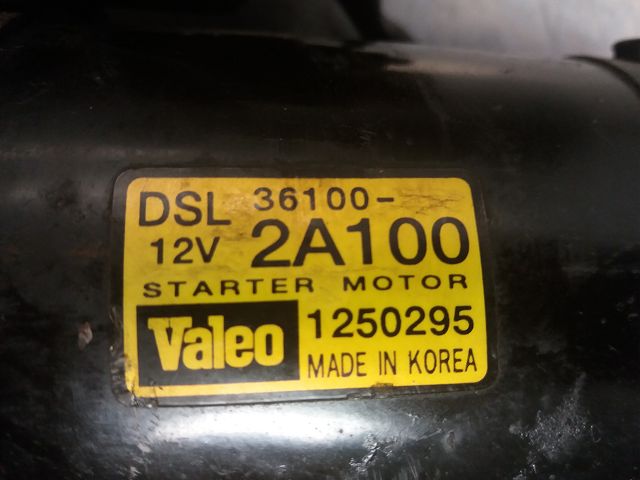 DSL 36100-
12V 2A100
STARTER MOTOR
Valeo 1250295
MADE IN KOREA